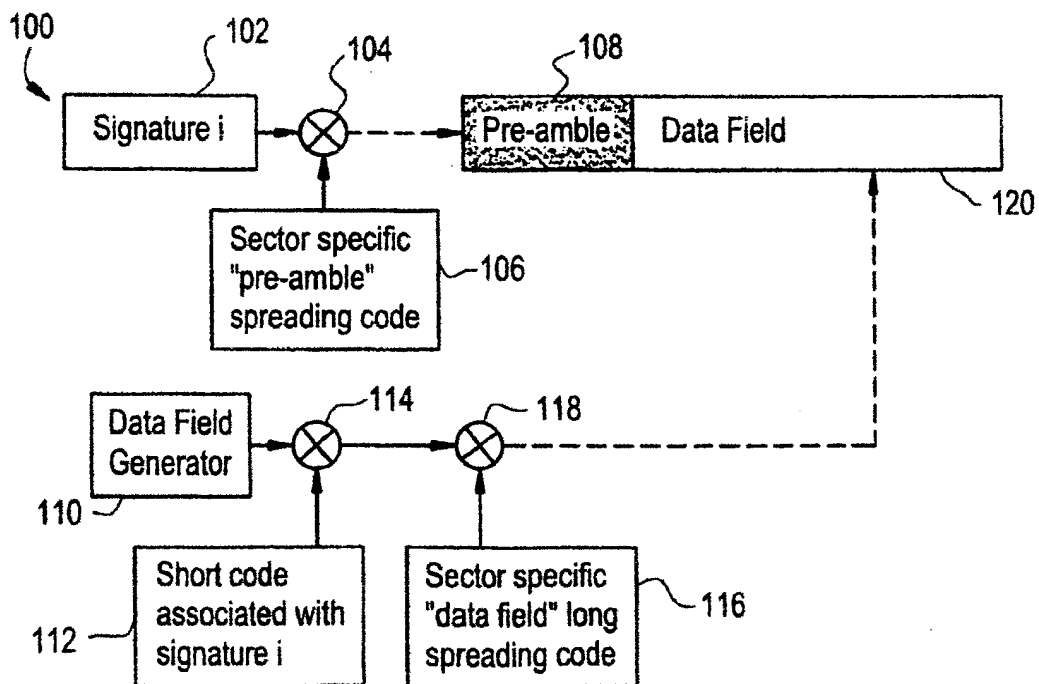 100
102
104
108
Signature i
Pre-amble
Data Field
120
Sector specific
"pre-amble"
spreading code
106
Data Field
Generator
110
114
118
Short code
associated with
signature i
112
Sector specific
"data field" long
spreading code
116